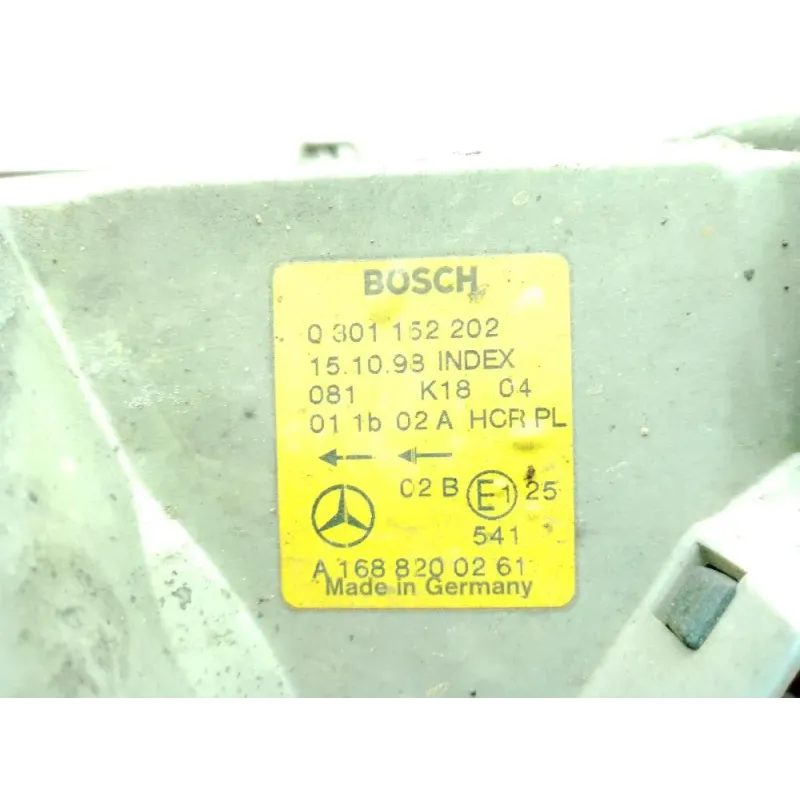 BOSCH
0 301 152 202
15.10.98 INDEX
081 K18 04
01 1b 02 A HCR PL
02 B E1 25
541
A 168 820 02 61
Made in Germany